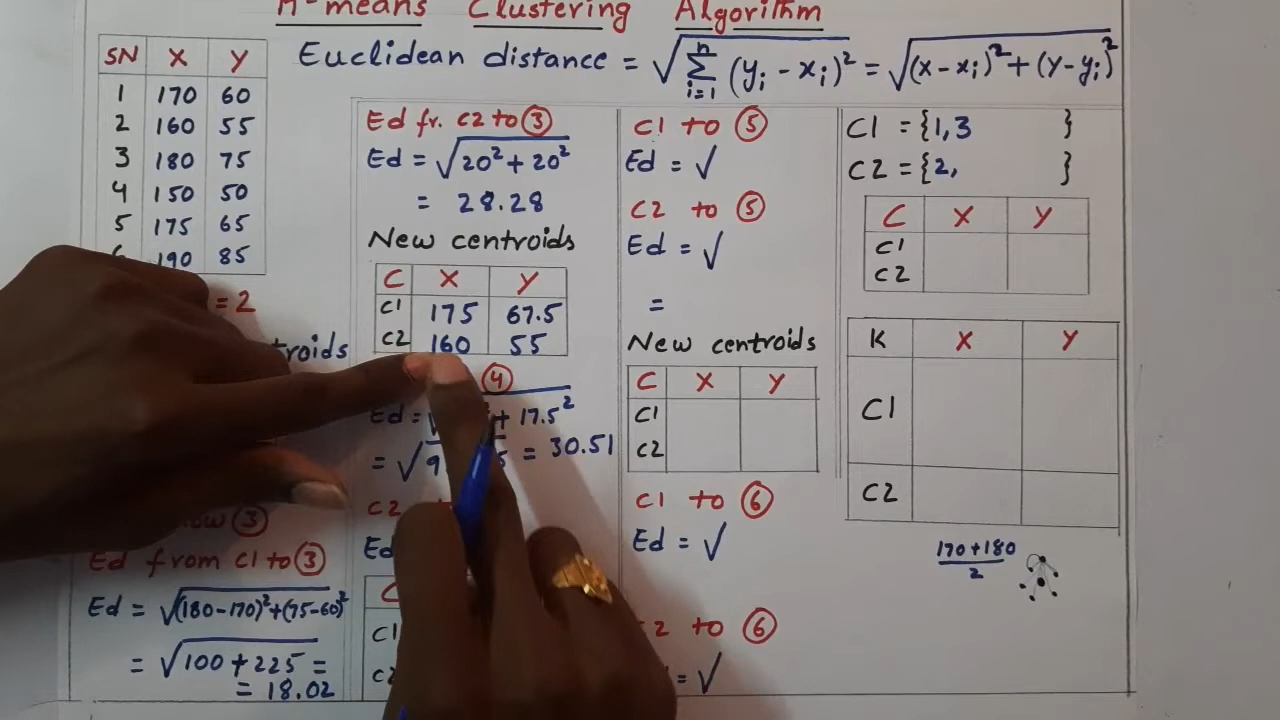 K-means Clustering Algorithm
Euclidean distance = √Σ (yᵢ - xᵢ)² = √(x-xᵢ)² + (y-yᵢ)²
n
i=1
SN X Y
1 170 60
2 160 55
3 180 75
4 150 50
5 175 65
6 190 85
= 2
troids
③
Ed from C1 to ③
Ed = √(180-170)²+(75-60)²
= √100 + 225 =
= 18.02
Ed fr. C2 to ③
Ed = √20² + 20²
= 28.28
New centroids
C X Y
C1 175 67.5
C2 160 55
④
Ed = + 17.5²
= √9 5 = 30.51
C2
Ed
C
C1
C1 to ⑤
Ed = √
C2 to ⑤
Ed = √
=
New centroids
C X Y
C1
C2
C1 to ⑥
Ed = √
2 to ⑥
= √
C1 = {1,3 }
C2 = {2, }
C X Y
C1
C2
K X Y
C1
C2
170+180
2